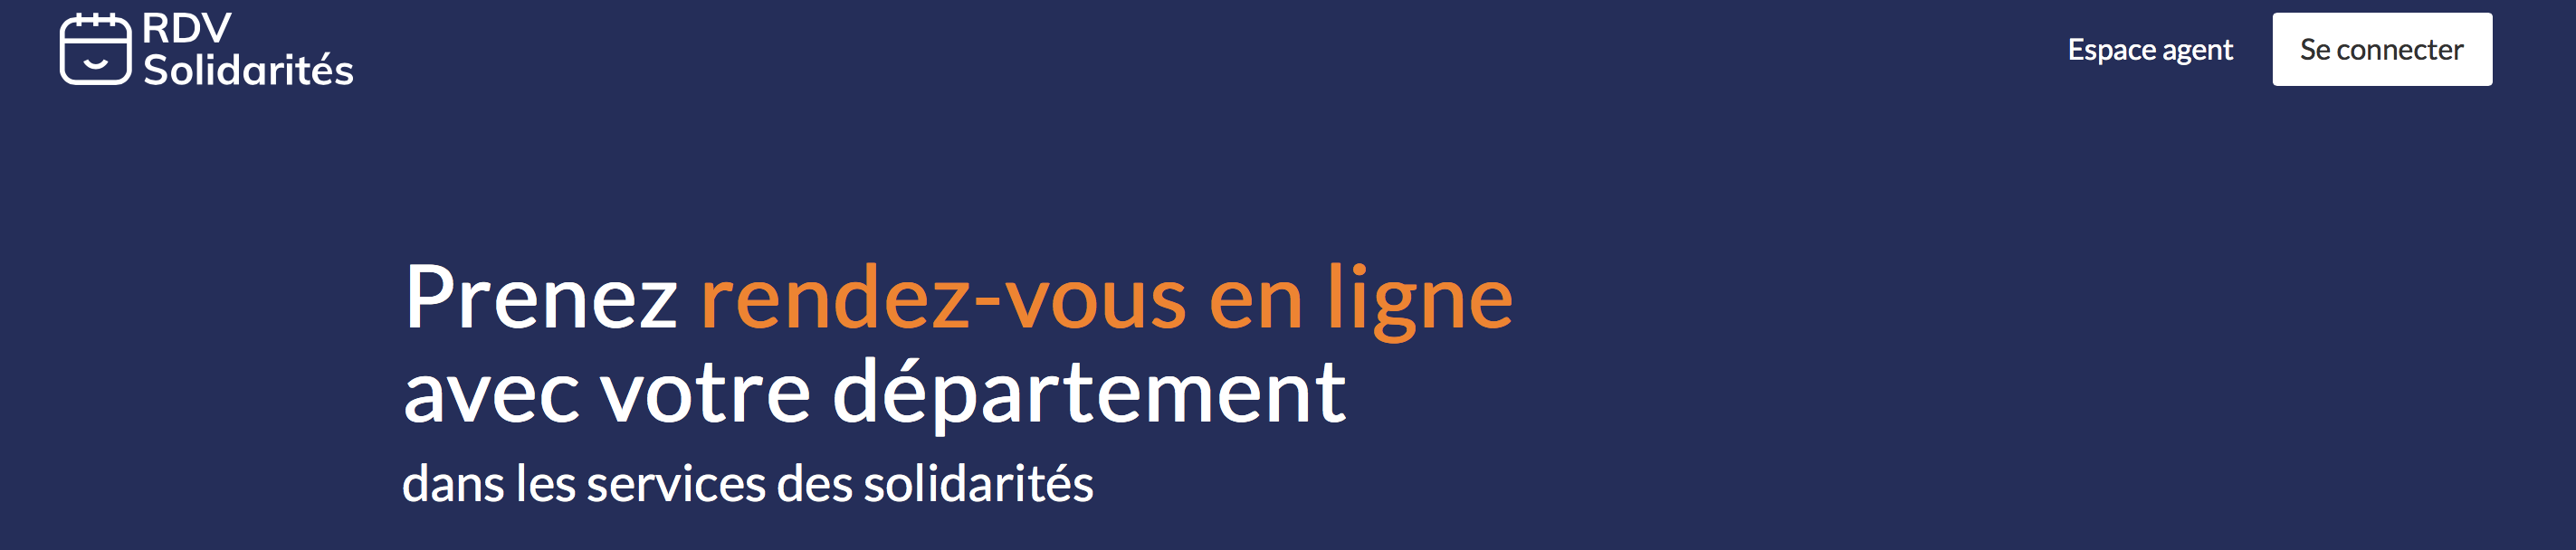 RDV
Solidarités
Espace agent
Se connecter
Prenez rendez-vous en ligne
avec votre département
dans les services des solidarités